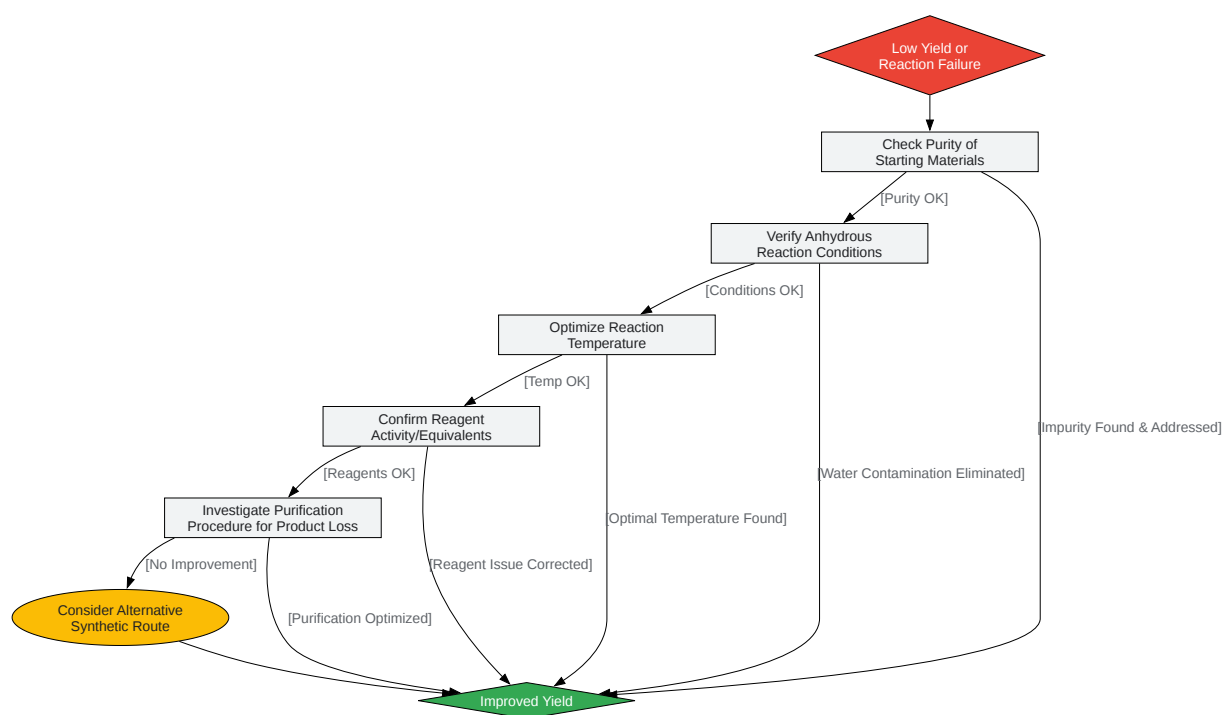 Low Yield or
Reaction Failure
Check Purity of
Starting Materials
[Purity OK]
Verify Anhydrous
Reaction Conditions
[Conditions OK]
Optimize Reaction
Temperature
[Temp OK]
Confirm Reagent
Activity/Equivalents
[Impurity Found & Addressed]
[Reagents OK]
[Water Contamination Eliminated]
Investigate Purification
Procedure for Product Loss
[Optimal Temperature Found]
[No Improvement]
[Reagent Issue Corrected]
Consider Alternative
Synthetic Route
[Purification Optimized]
Improved Yield